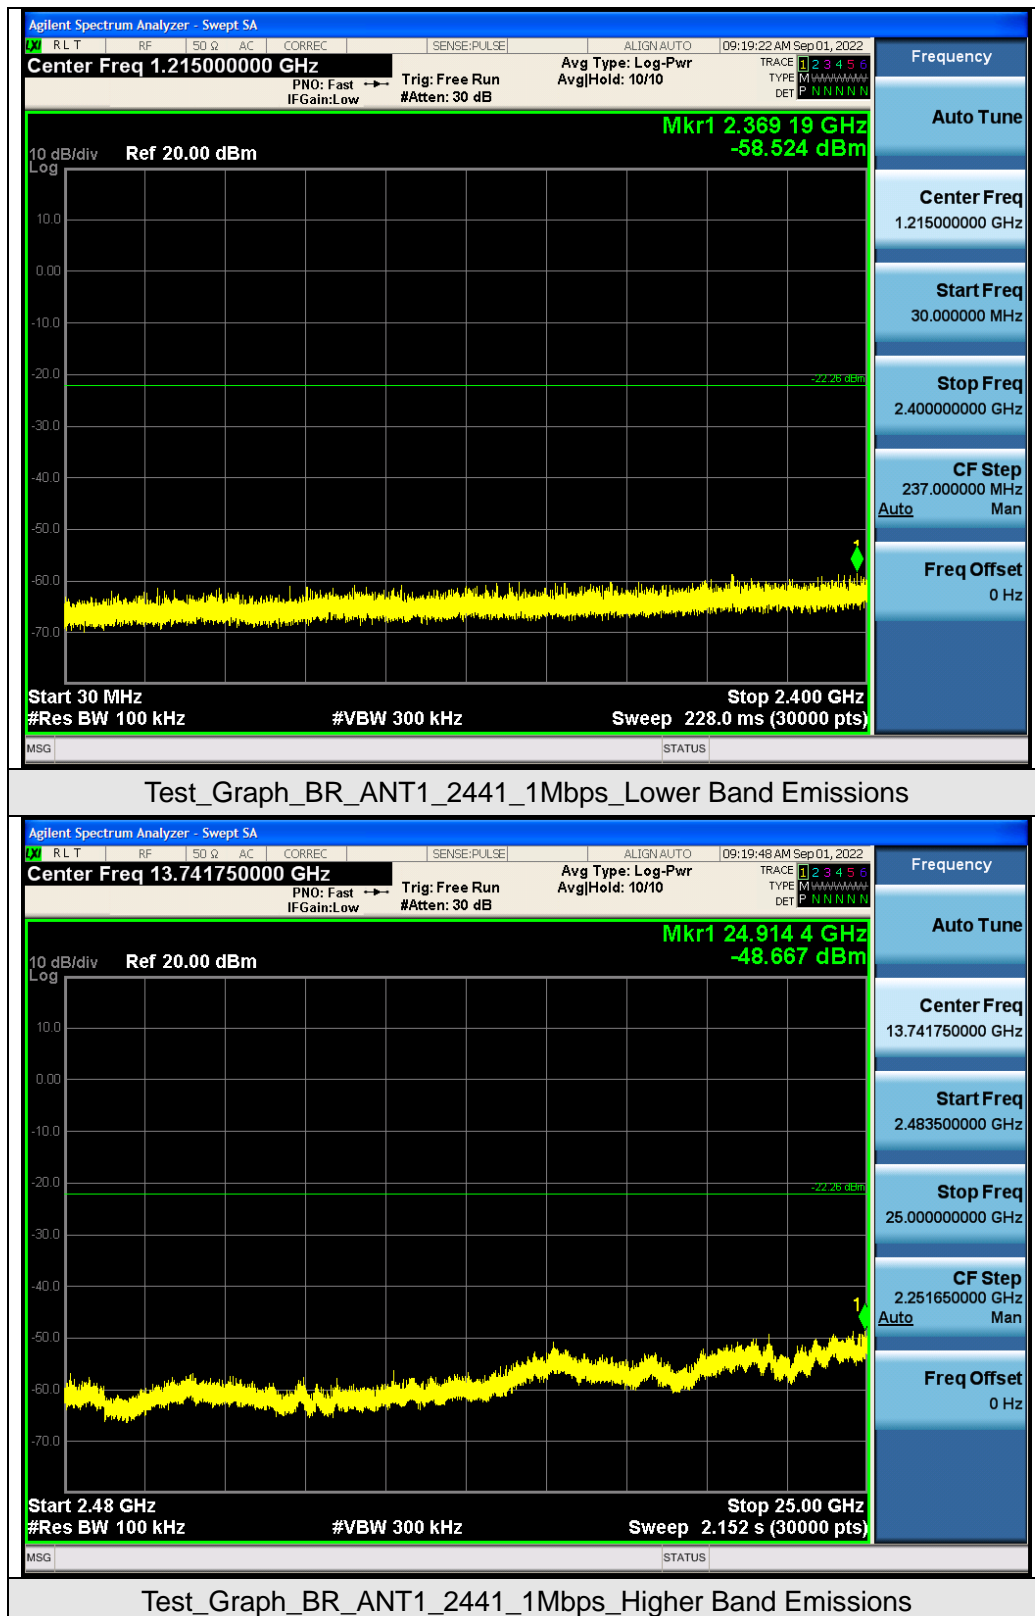 Agilent Spectrum Analyzer - Swept SA
LXI RLT RF 50 Ω AC CORREC SENSE:PULSE ALIGN AUTO 09:19:22 AM Sep 01, 2022
Center Freq 1.215000000 GHz
PNO: Fast
IFGain:Low
Trig: Free Run
#Atten: 30 dB
Avg Type: Log-Pwr
Avg|Hold: 10/10
TRACE 1 2 3 4 5 6
TYPE M WWWWW
DET P N N N N N
Mkr1 2.369 19 GHz
-58.524 dBm
10 dB/div Ref 20.00 dBm
Log
10.0
0.00
-10.0
-20.0
-22.26 dBm
-30.0
-40.0
-50.0
1
-60.0
-70.0
Start 30 MHz Stop 2.400 GHz
#Res BW 100 kHz #VBW 300 kHz Sweep 228.0 ms (30000 pts)
MSG STATUS
Frequency
Auto Tune
Center Freq
1.215000000 GHz
Start Freq
30.000000 MHz
Stop Freq
2.400000000 GHz
CF Step
237.000000 MHz
Auto Man
Freq Offset
0 Hz
Test_Graph_BR_ANT1_2441_1Mbps_Lower Band Emissions
Agilent Spectrum Analyzer - Swept SA
LXI RLT RF 50 Ω AC CORREC SENSE:PULSE ALIGN AUTO 09:19:48 AM Sep 01, 2022
Center Freq 13.741750000 GHz
PNO: Fast
IFGain:Low
Trig: Free Run
#Atten: 30 dB
Avg Type: Log-Pwr
Avg|Hold: 10/10
TRACE 1 2 3 4 5 6
TYPE M WWWWW
DET P N N N N N
Mkr1 24.914 4 GHz
-48.667 dBm
10 dB/div Ref 20.00 dBm
Log
10.0
0.00
-10.0
-20.0
-22.26 dBm
-30.0
-40.0
1
-50.0
-60.0
-70.0
Start 2.48 GHz Stop 25.00 GHz
#Res BW 100 kHz #VBW 300 kHz Sweep 2.152 s (30000 pts)
MSG STATUS
Frequency
Auto Tune
Center Freq
13.741750000 GHz
Start Freq
2.483500000 GHz
Stop Freq
25.000000000 GHz
CF Step
2.251650000 GHz
Auto Man
Freq Offset
0 Hz
Test_Graph_BR_ANT1_2441_1Mbps_Higher Band Emissions